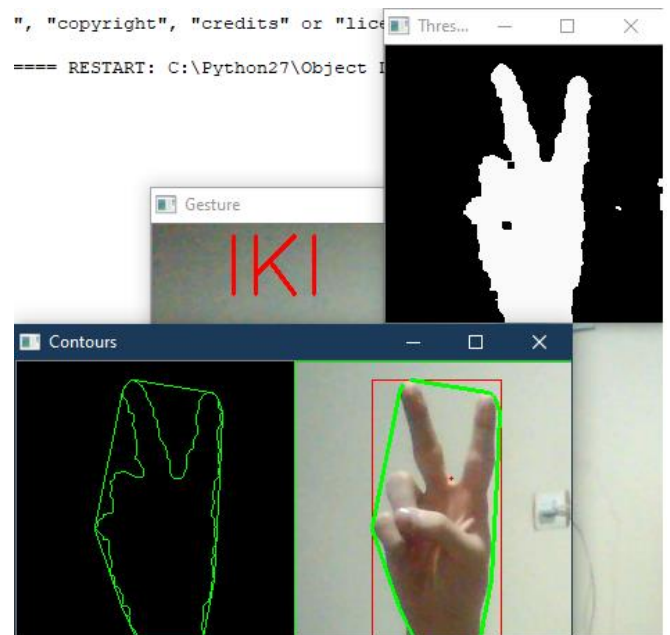 ", "copyright", "credits" or "lice
==== RESTART: C:\Python27\Object
Thres...
Gesture
IKI
Contours